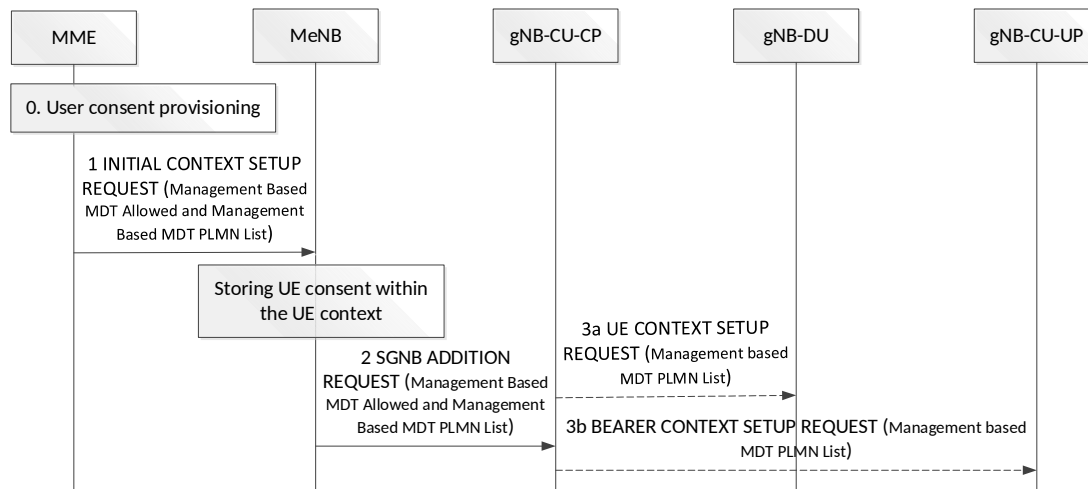 MME
MeNB
gNB-CU-CP
gNB-DU
gNB-CU-UP
0. User consent provisioning
1 INITIAL CONTEXT SETUP
REQUEST (Management Based
MDT Allowed and Management
Based MDT PLMN List)
Storing UE consent within
the UE context
2 SGNB ADDITION
REQUEST (Management Based
MDT Allowed and Management
Based MDT PLMN List)
3a UE CONTEXT SETUP
REQUEST (Management based
MDT PLMN List)
3b BEARER CONTEXT SETUP REQUEST (Management based
MDT PLMN List)